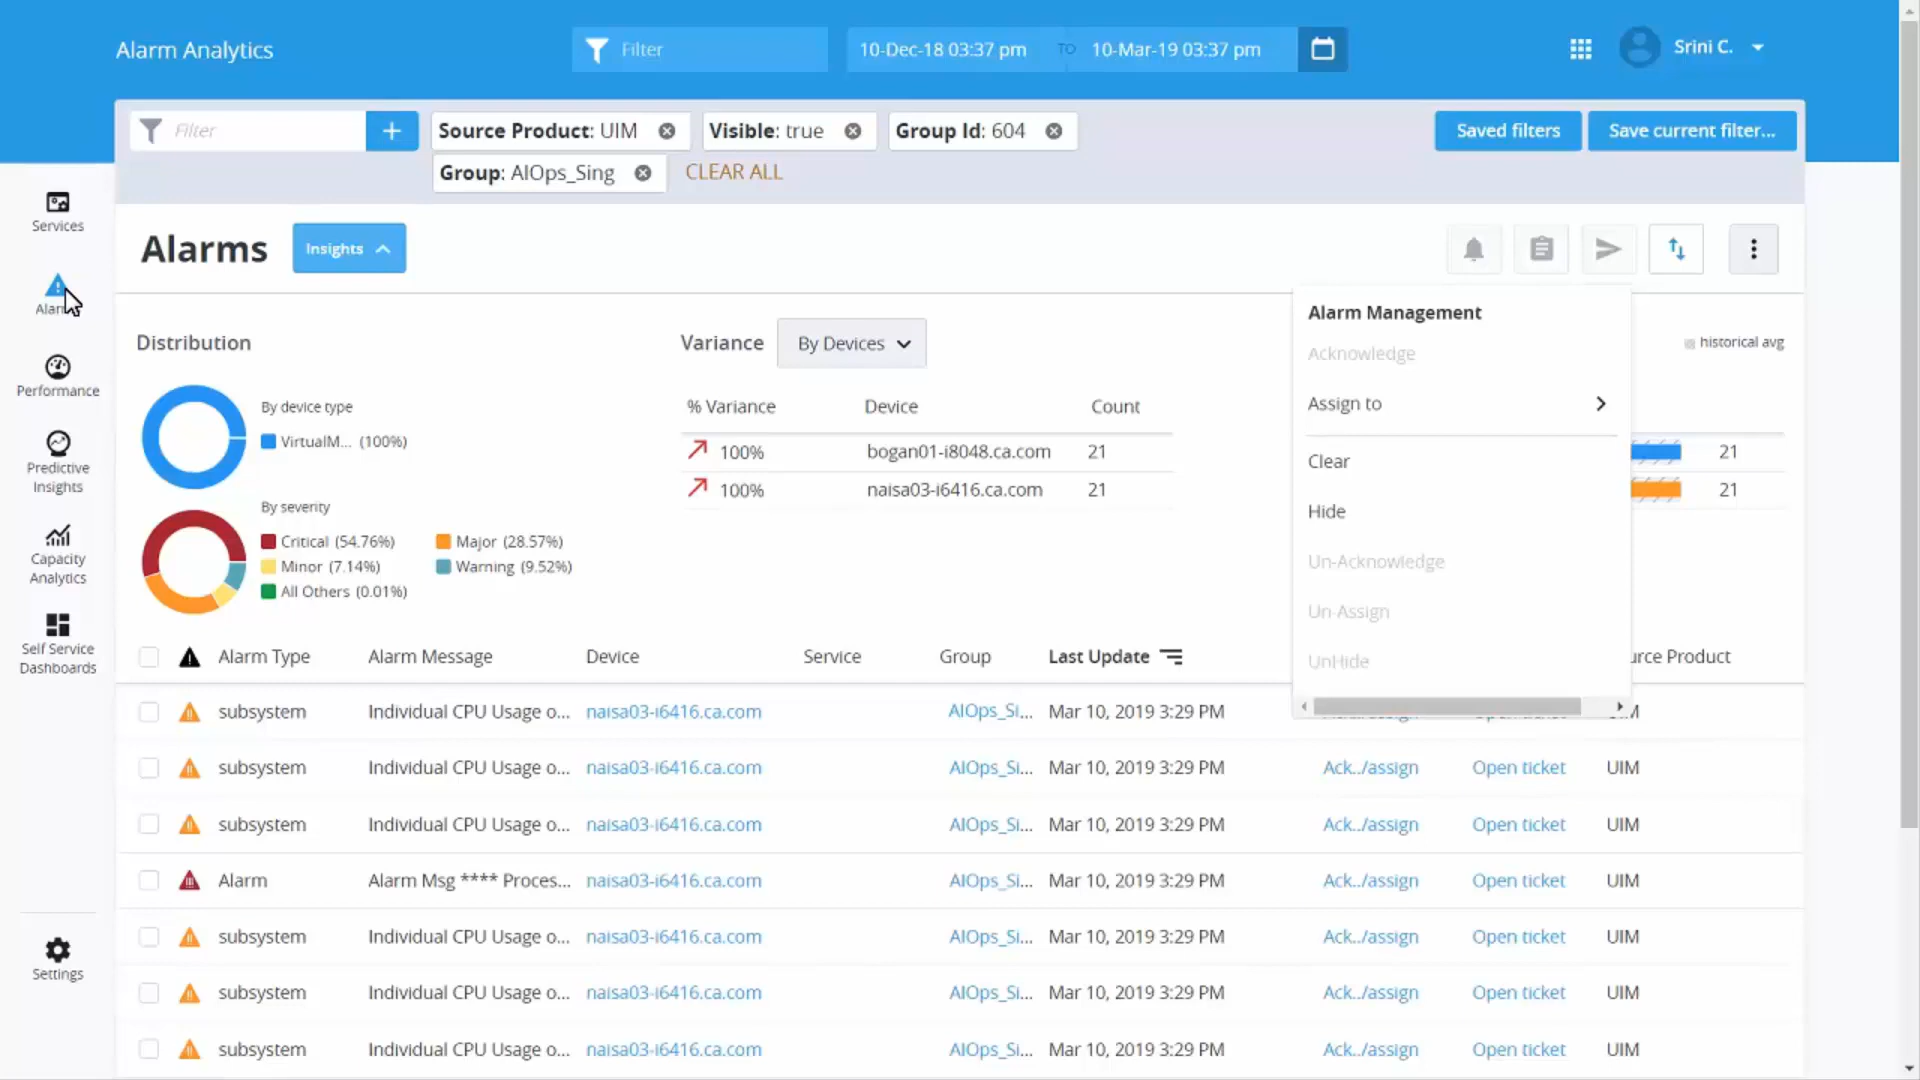 Alarm Analytics
Filter
10-Dec-18 03:37 pm TO 10-Mar-19 03:37 pm
Srini C.
Filter
+
Source Product: UIM
Visible: true
Group Id: 604
Saved filters
Save current filter...
Group: AIOps_Sing
CLEAR ALL
Services
Alarms
Insights
Performance
Predictive
Insights
Capacity
Analytics
Self Service
Dashboards
Settings
Alarm Management
Acknowledge
Assign to
Clear
Hide
Un-Acknowledge
Un-Assign
UnHide
Distribution
By device type
VirtualM... (100%)
By severity
Critical (54.76%) Major (28.57%)
Minor (7.14%) Warning (9.52%)
All Others (0.01%)
Variance By Devices
% Variance Device Count
100% bogan01-i8048.ca.com 21
100% naisa03-i6416.ca.com 21
historical avg
21
21
Alarm Type Alarm Message Device Service Group Last Update urce Product
subsystem Individual CPU Usage o... naisa03-i6416.ca.com AIOps_Si... Mar 10, 2019 3:29 PM
subsystem Individual CPU Usage o... naisa03-i6416.ca.com AIOps_Si... Mar 10, 2019 3:29 PM Ack../assign Open ticket UIM
subsystem Individual CPU Usage o... naisa03-i6416.ca.com AIOps_Si... Mar 10, 2019 3:29 PM Ack../assign Open ticket UIM
Alarm Alarm Msg **** Proces... naisa03-i6416.ca.com AIOps_Si... Mar 10, 2019 3:29 PM Ack../assign Open ticket UIM
subsystem Individual CPU Usage o... naisa03-i6416.ca.com AIOps_Si... Mar 10, 2019 3:29 PM Ack../assign Open ticket UIM
subsystem Individual CPU Usage o... naisa03-i6416.ca.com AIOps_Si... Mar 10, 2019 3:29 PM Ack../assign Open ticket UIM
subsystem Individual CPU Usage o... naisa03-i6416.ca.com AIOps_Si... Mar 10, 2019 3:29 PM Ack../assign Open ticket UIM